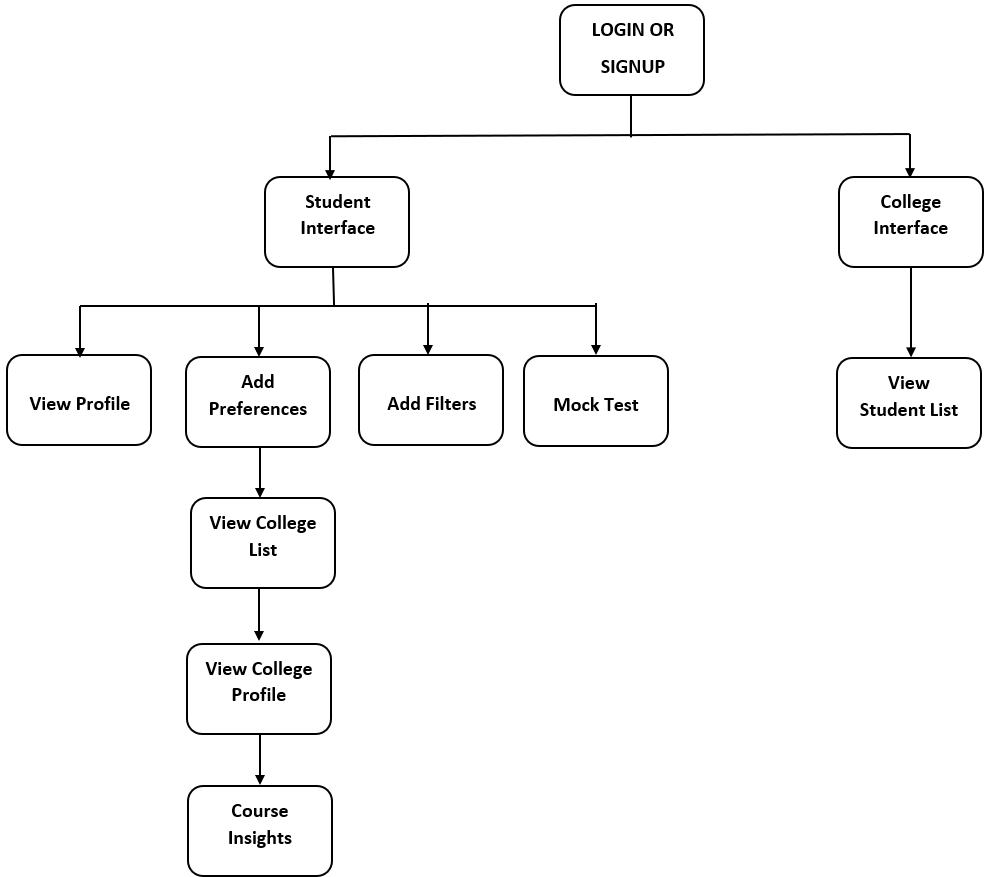 LOGIN OR
SIGNUP
Student
Interface
College
Interface
View Profile
Add
Preferences
Add Filters
Mock Test
View
Student List
View College
List
View College
Profile
Course
Insights